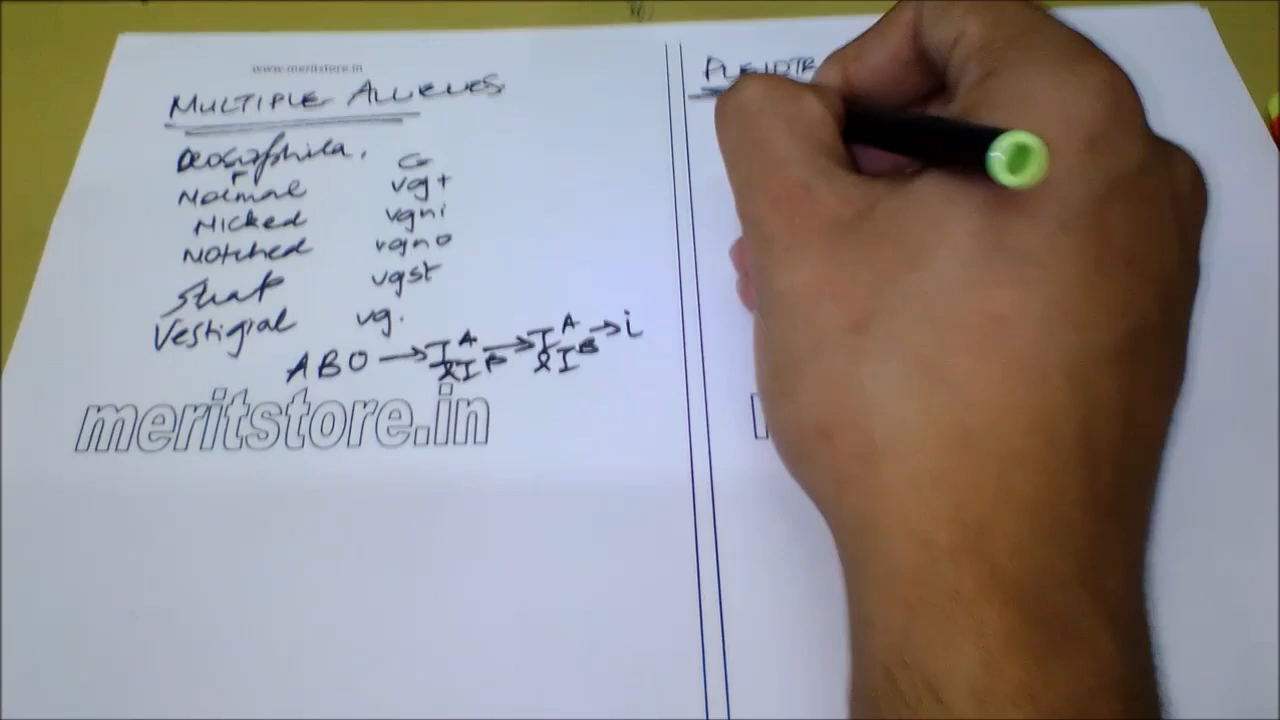 www.meritstore.in
MULTIPLE ALLELES
Drosophila.
Normal vg+
Nicked vgni
Notched vgno
Strap vgst
Vestigial vg.
ABO → I^A & I^B → I^A & I^B → i
meritstore.in
PLEIOTR